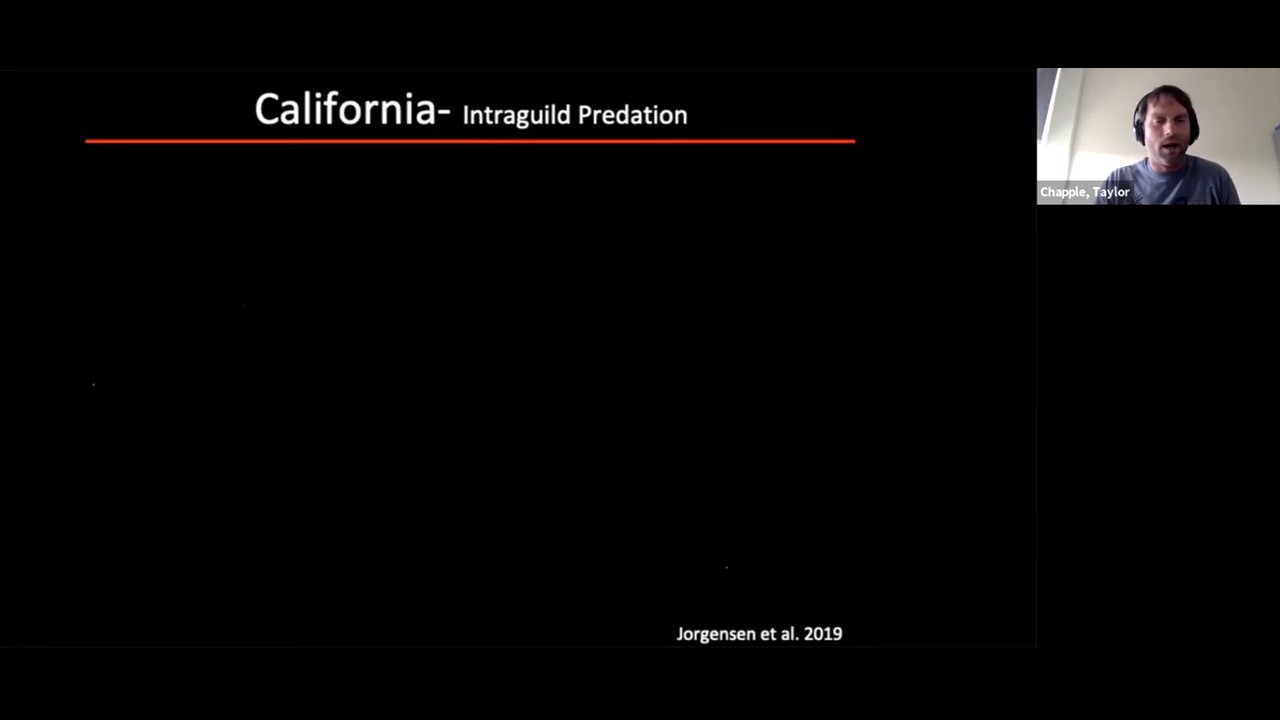 California- Intraguild Predation
Chapple, Taylor
Jorgensen et al. 2019